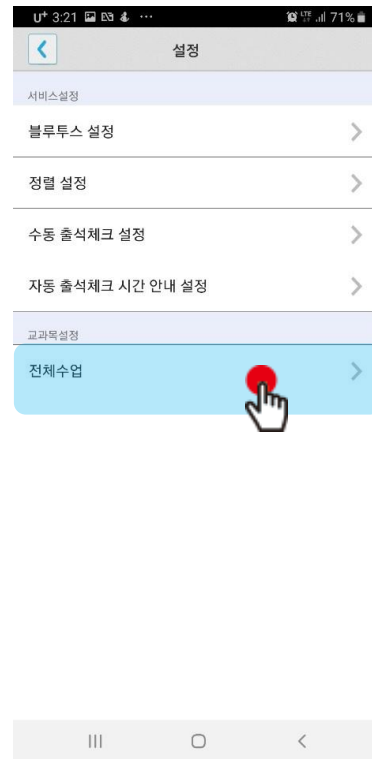 U+ 3:21 ··· LTE 71%
설정
서비스설정
블루투스 설정
정렬 설정
수동 출석체크 설정
자동 출석체크 시간 안내 설정
교과목설정
전체수업